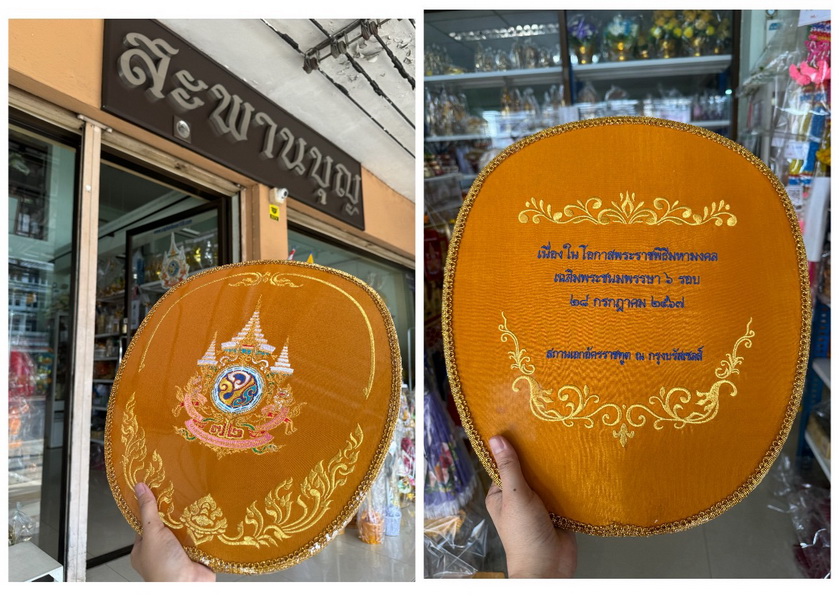 สะพานบุญ
๗๒
เนื่องในโอกาสพระราชพิธีมหามงคล
เฉลิมพระชนมพรรษา ๖ รอบ
๒๘ กรกฎาคม ๒๕๖๗
สถานเอกอัครราชทูต ณ กรุงบรัสเซลส์